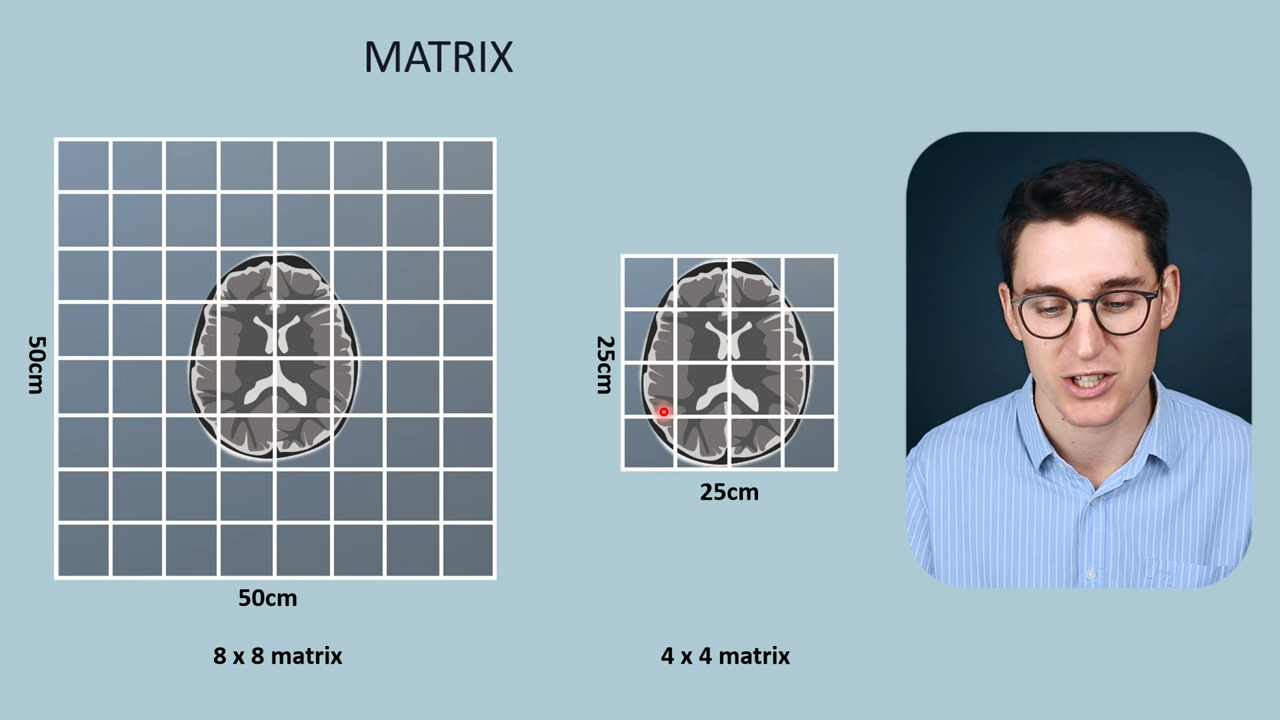 MATRIX
50cm
25cm
25cm
50cm
8 x 8 matrix
4 x 4 matrix